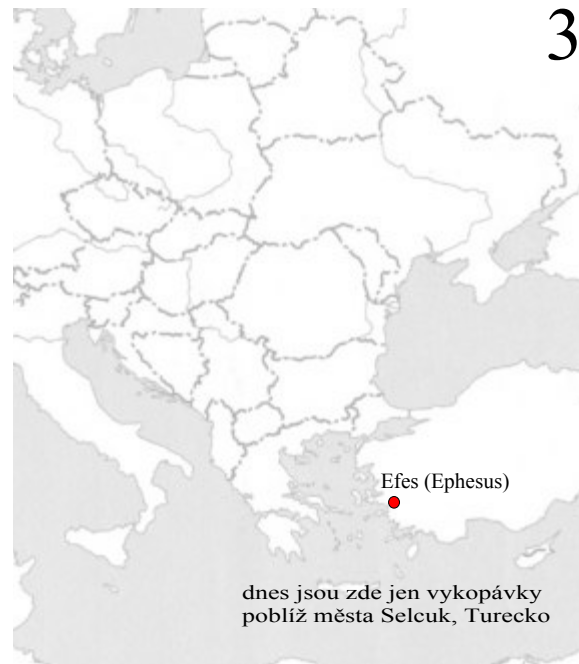 3
Efes (Ephesus)
dnes jsou zde jen vykopávky
poblíž města Selcuk, Turecko